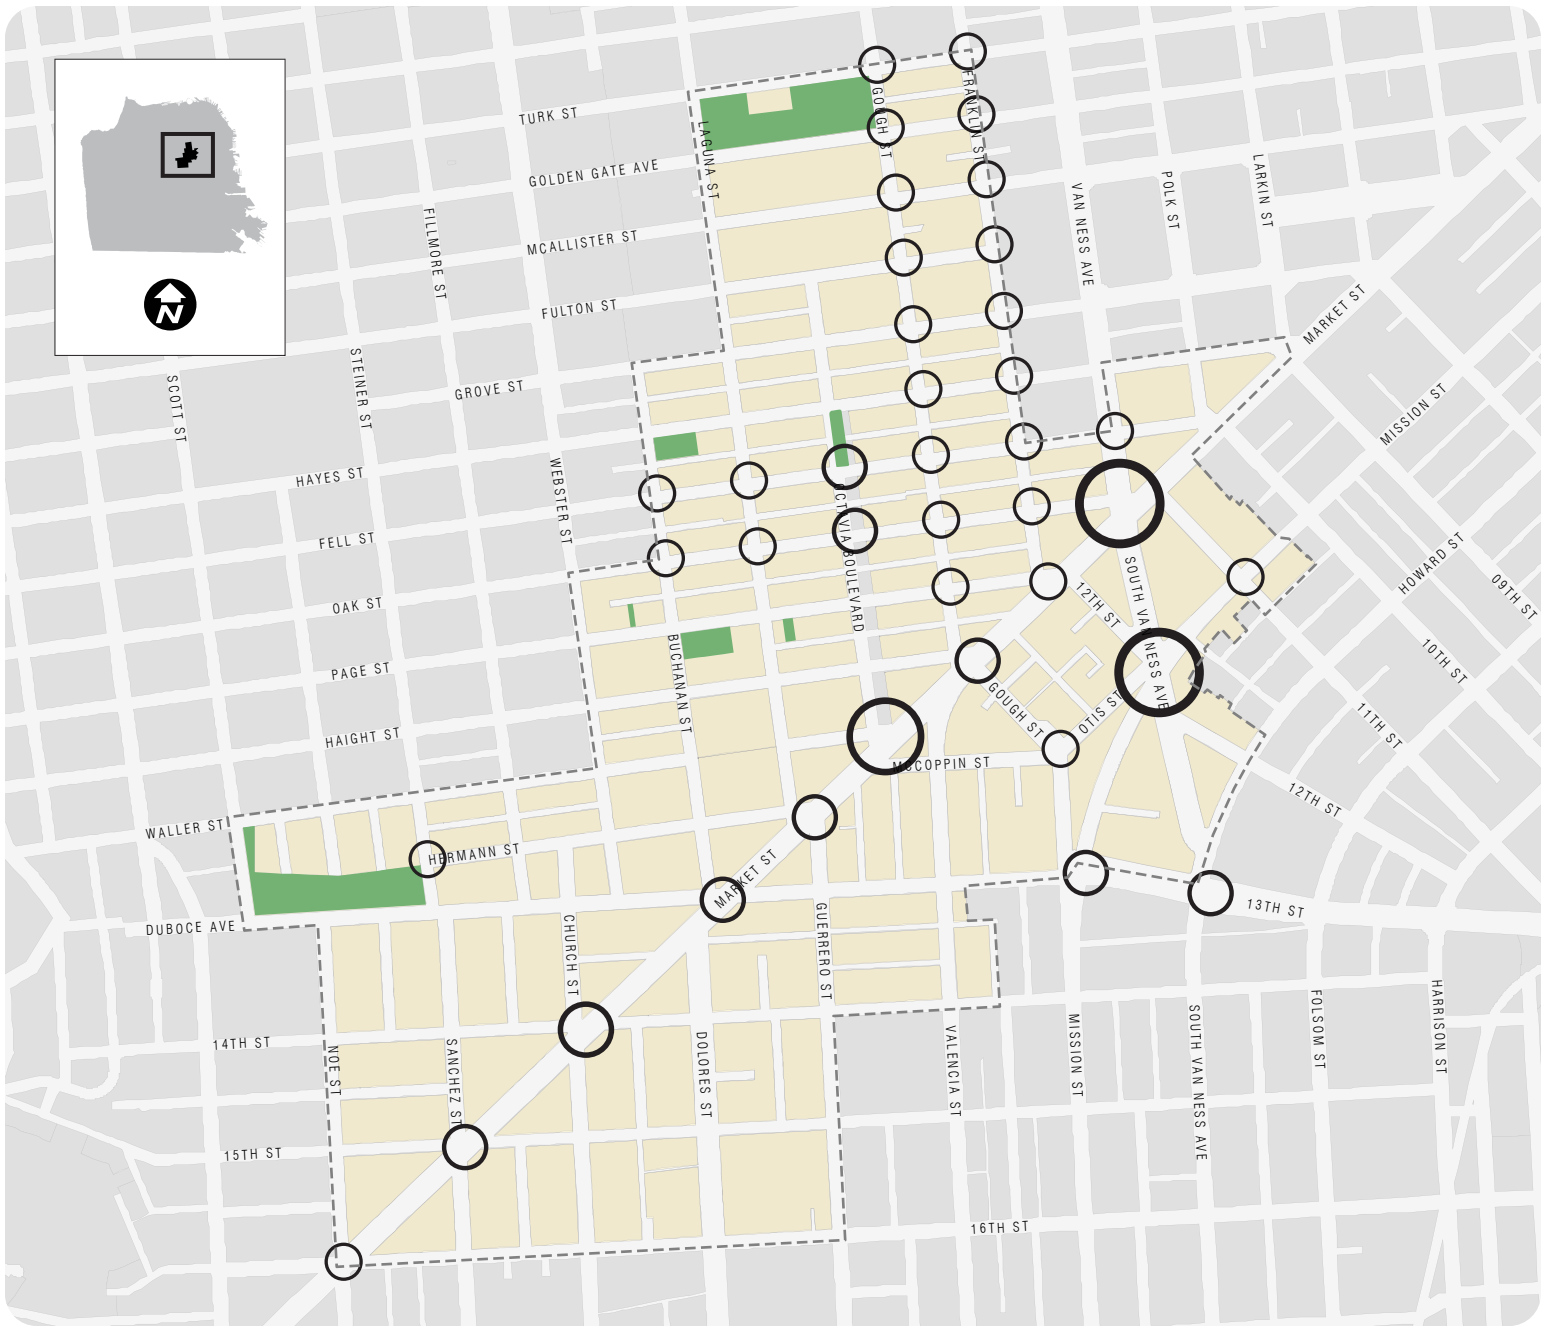 TURK ST
GOUGH ST
FRANKLIN ST
LAGUNA ST
GOLDEN GATE AVE
LARKIN ST
POLK ST
VAN NESS AVE
FILLMORE ST
MCALLISTER ST
N
FULTON ST
MARKET ST
STEINER ST
SCOTT ST
GROVE ST
MISSION ST
HAYES ST
WEBSTER ST
OCTAVIA BOULEVARD
FELL ST
HOWARD ST
SOUTH VAN NESS AVE
09TH ST
12TH ST
OAK ST
BUCHANAN ST
10TH ST
PAGE ST
GOUGH ST
OTIS ST
11TH ST
HAIGHT ST
MCCOPPIN ST
12TH ST
WALLER ST
HERMANN ST
MARKET ST
13TH ST
DUBOCE AVE
CHURCH ST
GUERRERO ST
14TH ST
NOE ST
SANCHEZ ST
DOLORES ST
VALENCIA ST
MISSION ST
SOUTH VAN NESS AVE
FOLSOM ST
HARRISON ST
15TH ST
16TH ST